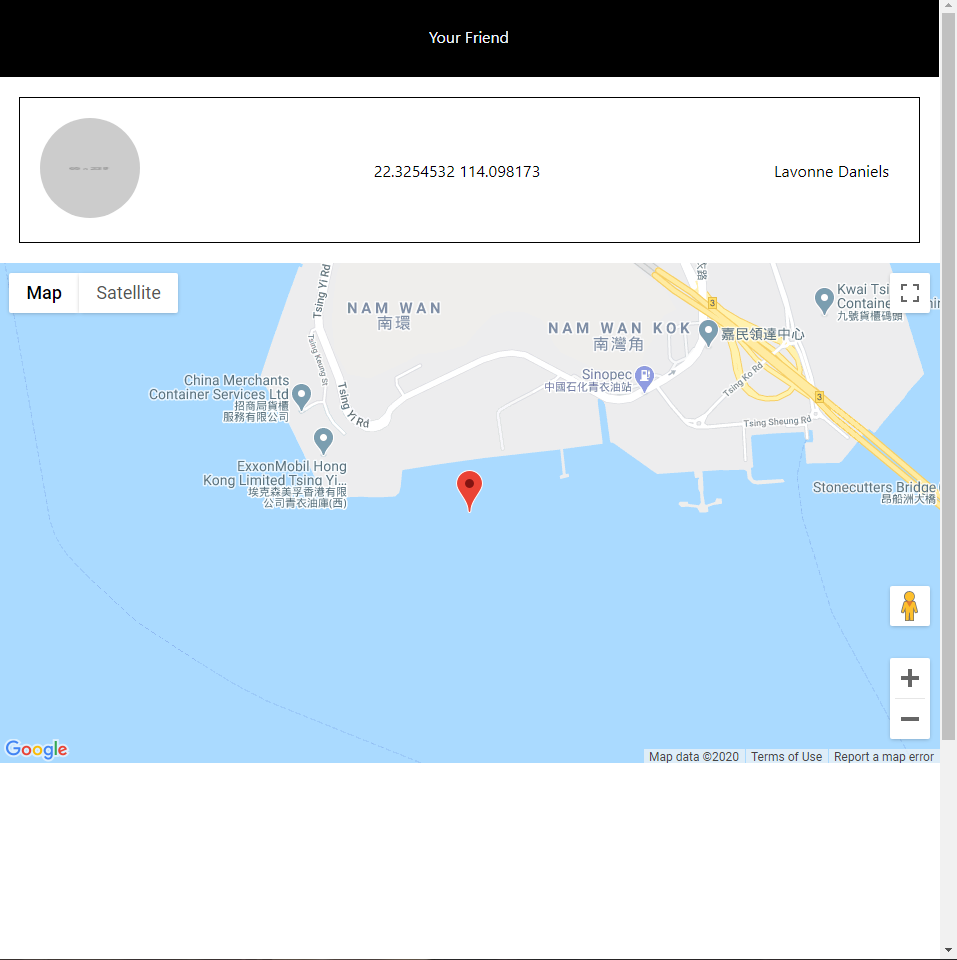 Your Friend
22.3254532 114.098173
Lavonne Daniels
Map
Satellite
Tsing Yi Rd
NAM WAN
南環
NAM WAN KOK
南灣角
3
嘉民領達中心
Kwai Tsi
Container
九號貨櫃碼頭
Tsing Keung St
China Merchants
Container Services Ltd
招商局貨櫃
服務有限公司
Tsing Yi Rd
Sinopec
中國石化青衣油站
Tsing Ko Rd
3
Tsing Sheung Rd
ExxonMobil Hong
Kong Limited Tsing Yi...
埃克森美孚香港有限
公司青衣油庫(西)
Stonecutters Bridge
昂船洲大橋
Google
Map data ©2020
Terms of Use
Report a map error